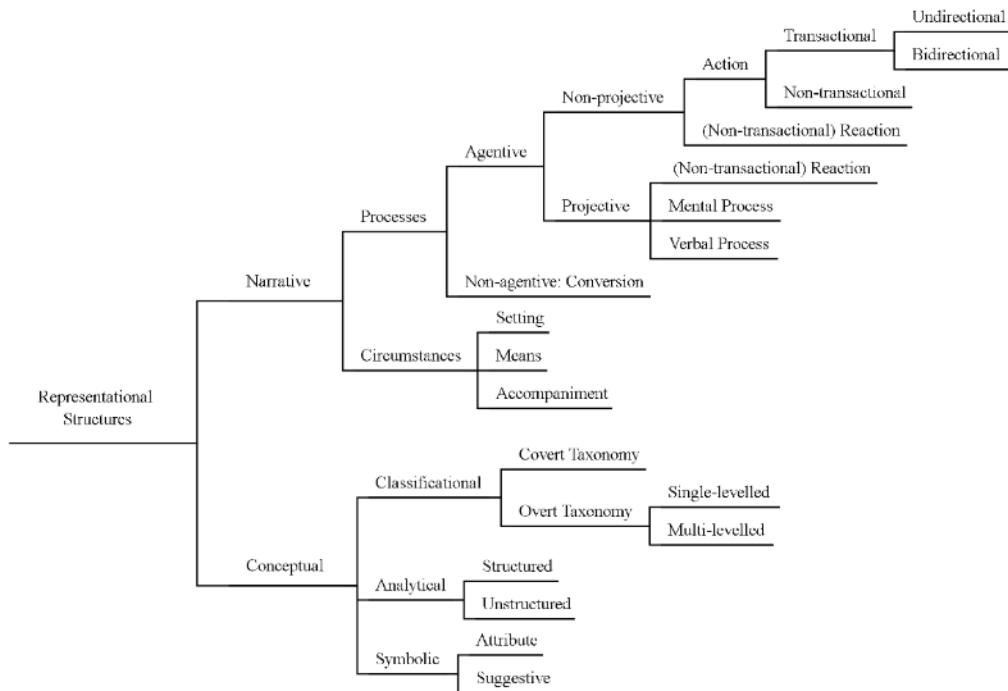 Undirectional
Transactional
Bidirectional
Action
Non-transactional
Non-projective
(Non-transactional) Reaction
Agentive
(Non-transactional) Reaction
Projective
Mental Process
Verbal Process
Processes
Non-agentive: Conversion
Narrative
Setting
Circumstances
Means
Accompaniment
Representational
Structures
Covert Taxonomy
Classificational
Single-levelled
Overt Taxonomy
Multi-levelled
Conceptual
Structured
Analytical
Unstructured
Attribute
Symbolic
Suggestive